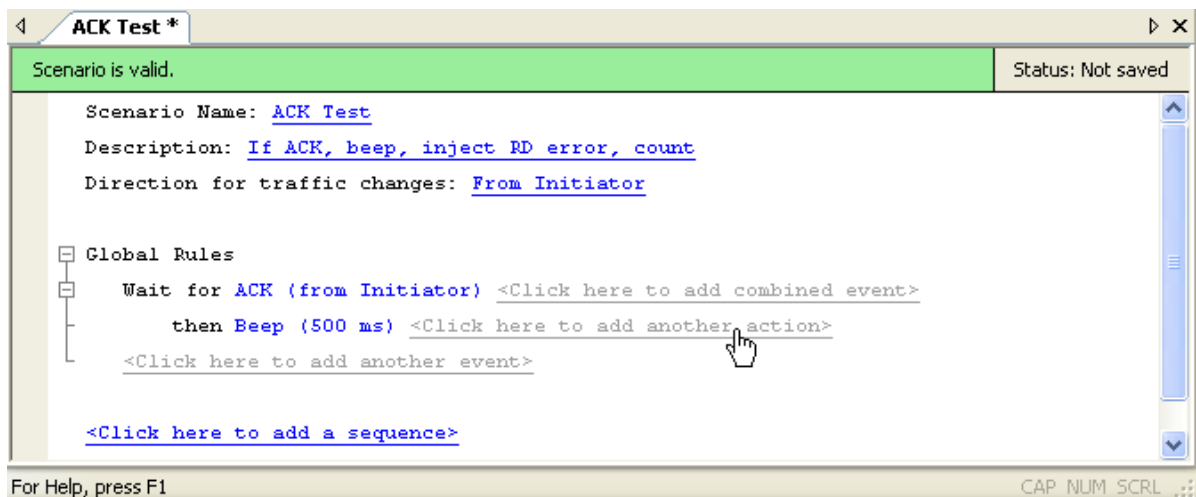 ACK Test *
Scenario is valid. Status: Not saved
Scenario Name: ACK Test
Description: If ACK, beep, inject RD error, count
Direction for traffic changes: From Initiator
Global Rules
Wait for ACK (from Initiator) <Click here to add combined event>
then Beep (500 ms) <Click here to add another action>
<Click here to add another event>
<Click here to add a sequence>
For Help, press F1 CAP NUM SCRL